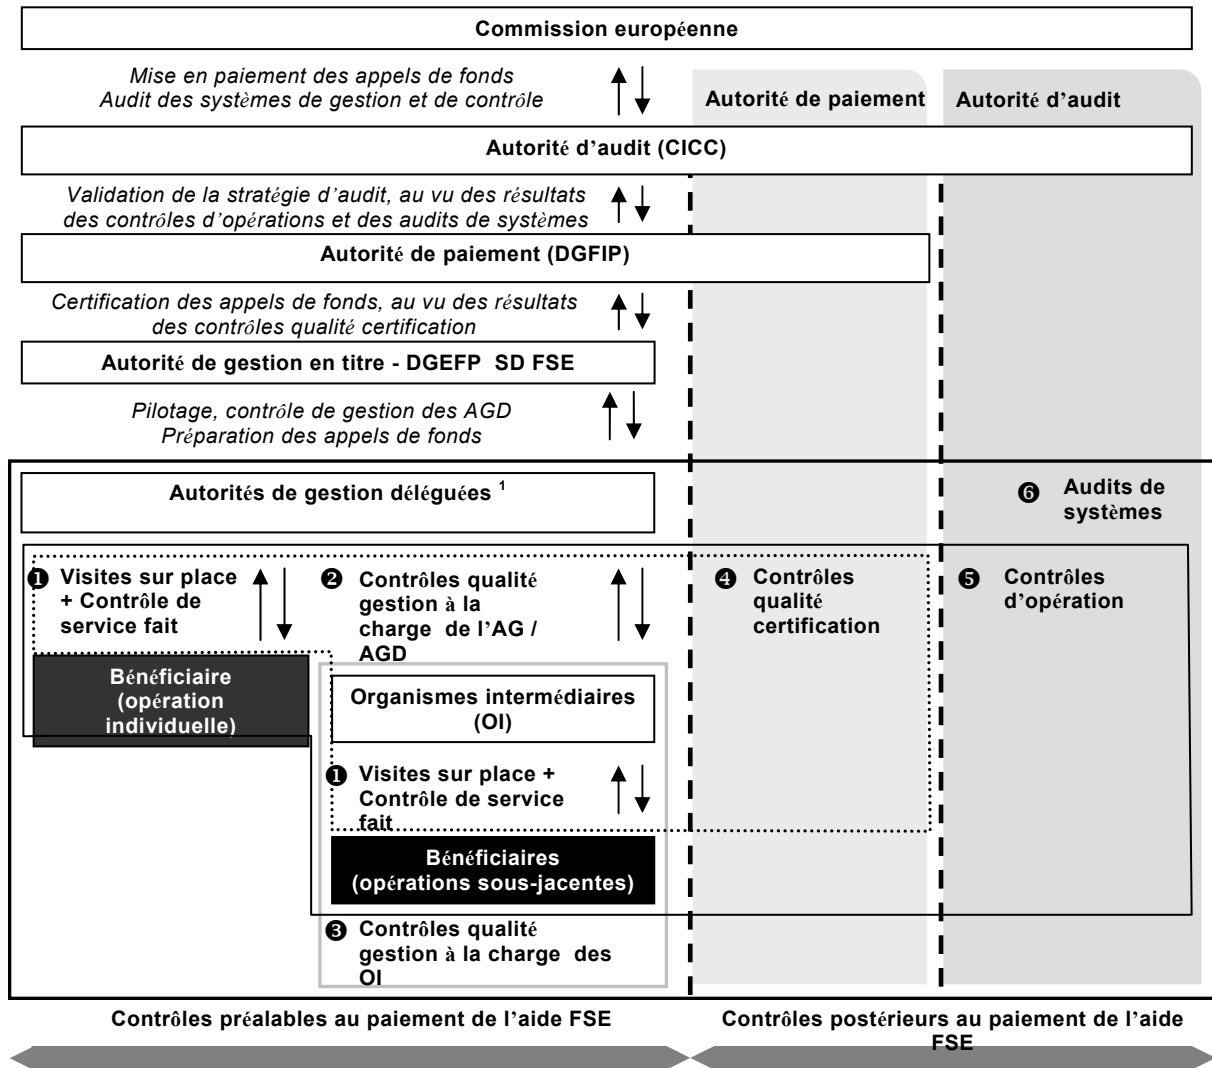 Commission européenne
Mise en paiement des appels de fonds
Audit des systèmes de gestion et de contrôle
Autorité de paiement
Autorité d’audit
Autorité d’audit (CICC)
Validation de la stratégie d’audit, au vu des résultats
des contrôles d’opérations et des audits de systèmes
Autorité de paiement (DGFIP)
Certification des appels de fonds, au vu des résultats
des contrôles qualité certification
Autorité de gestion en titre - DGEFP SD FSE
Pilotage, contrôle de gestion des AGD
Préparation des appels de fonds
Autorités de gestion déléguées 1
❻ Audits de
systèmes
❶ Visites sur place
+ Contrôle de
service fait
❷ Contrôles qualité
gestion à la
charge de l’AG /
AGD
❹ Contrôles
qualité
certification
❺ Contrôles
d’opération
Bénéficiaire
(opération
individuelle)
Organismes intermédiaires
(OI)
❶ Visites sur place +
Contrôle de service
fait
Bénéficiaires
(opérations sous-jacentes)
❸ Contrôles qualité
gestion à la charge des
OI
Contrôles préalables au paiement de l’aide FSE
Contrôles postérieurs au paiement de l’aide
FSE